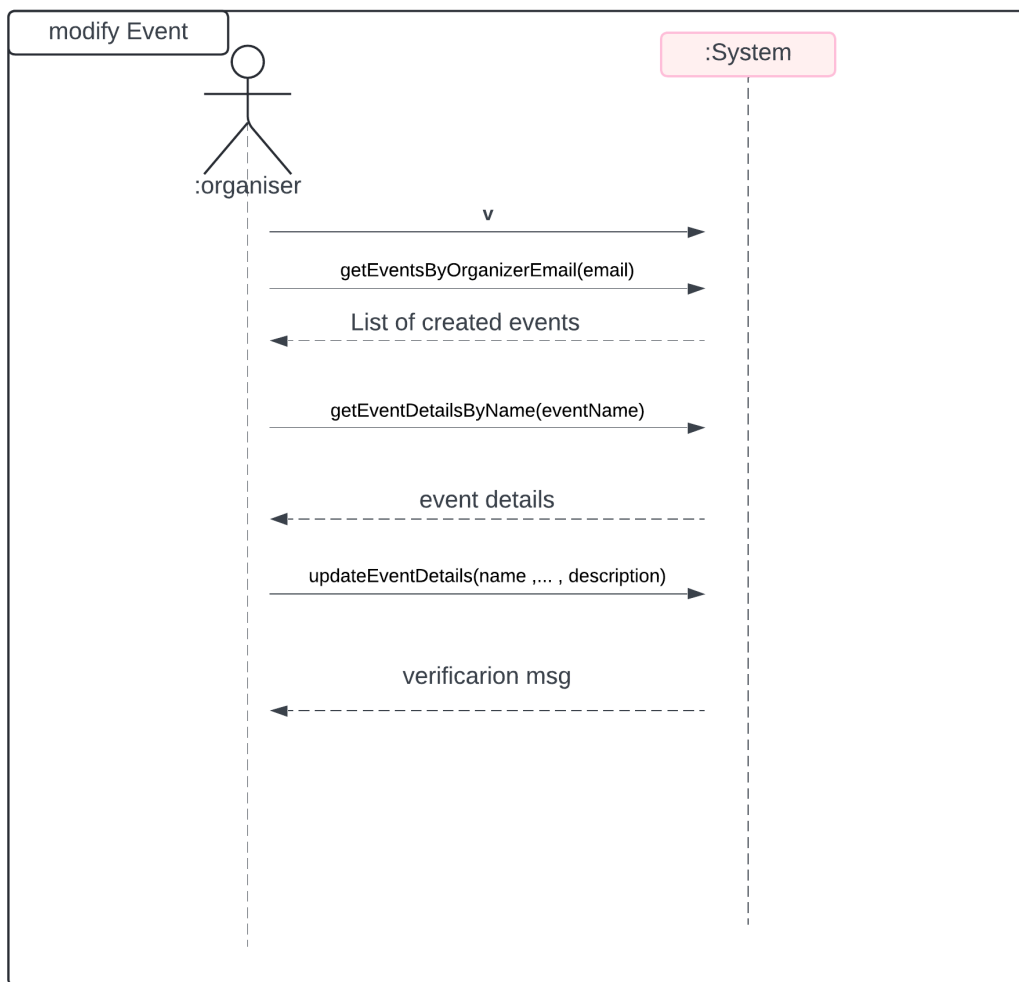 modify Event
:System
:organiser
v
getEventsByOrganizerEmail(email)
List of created events
getEventDetailsByName(eventName)
event details
updateEventDetails(name ,... , description)
verificarion msg